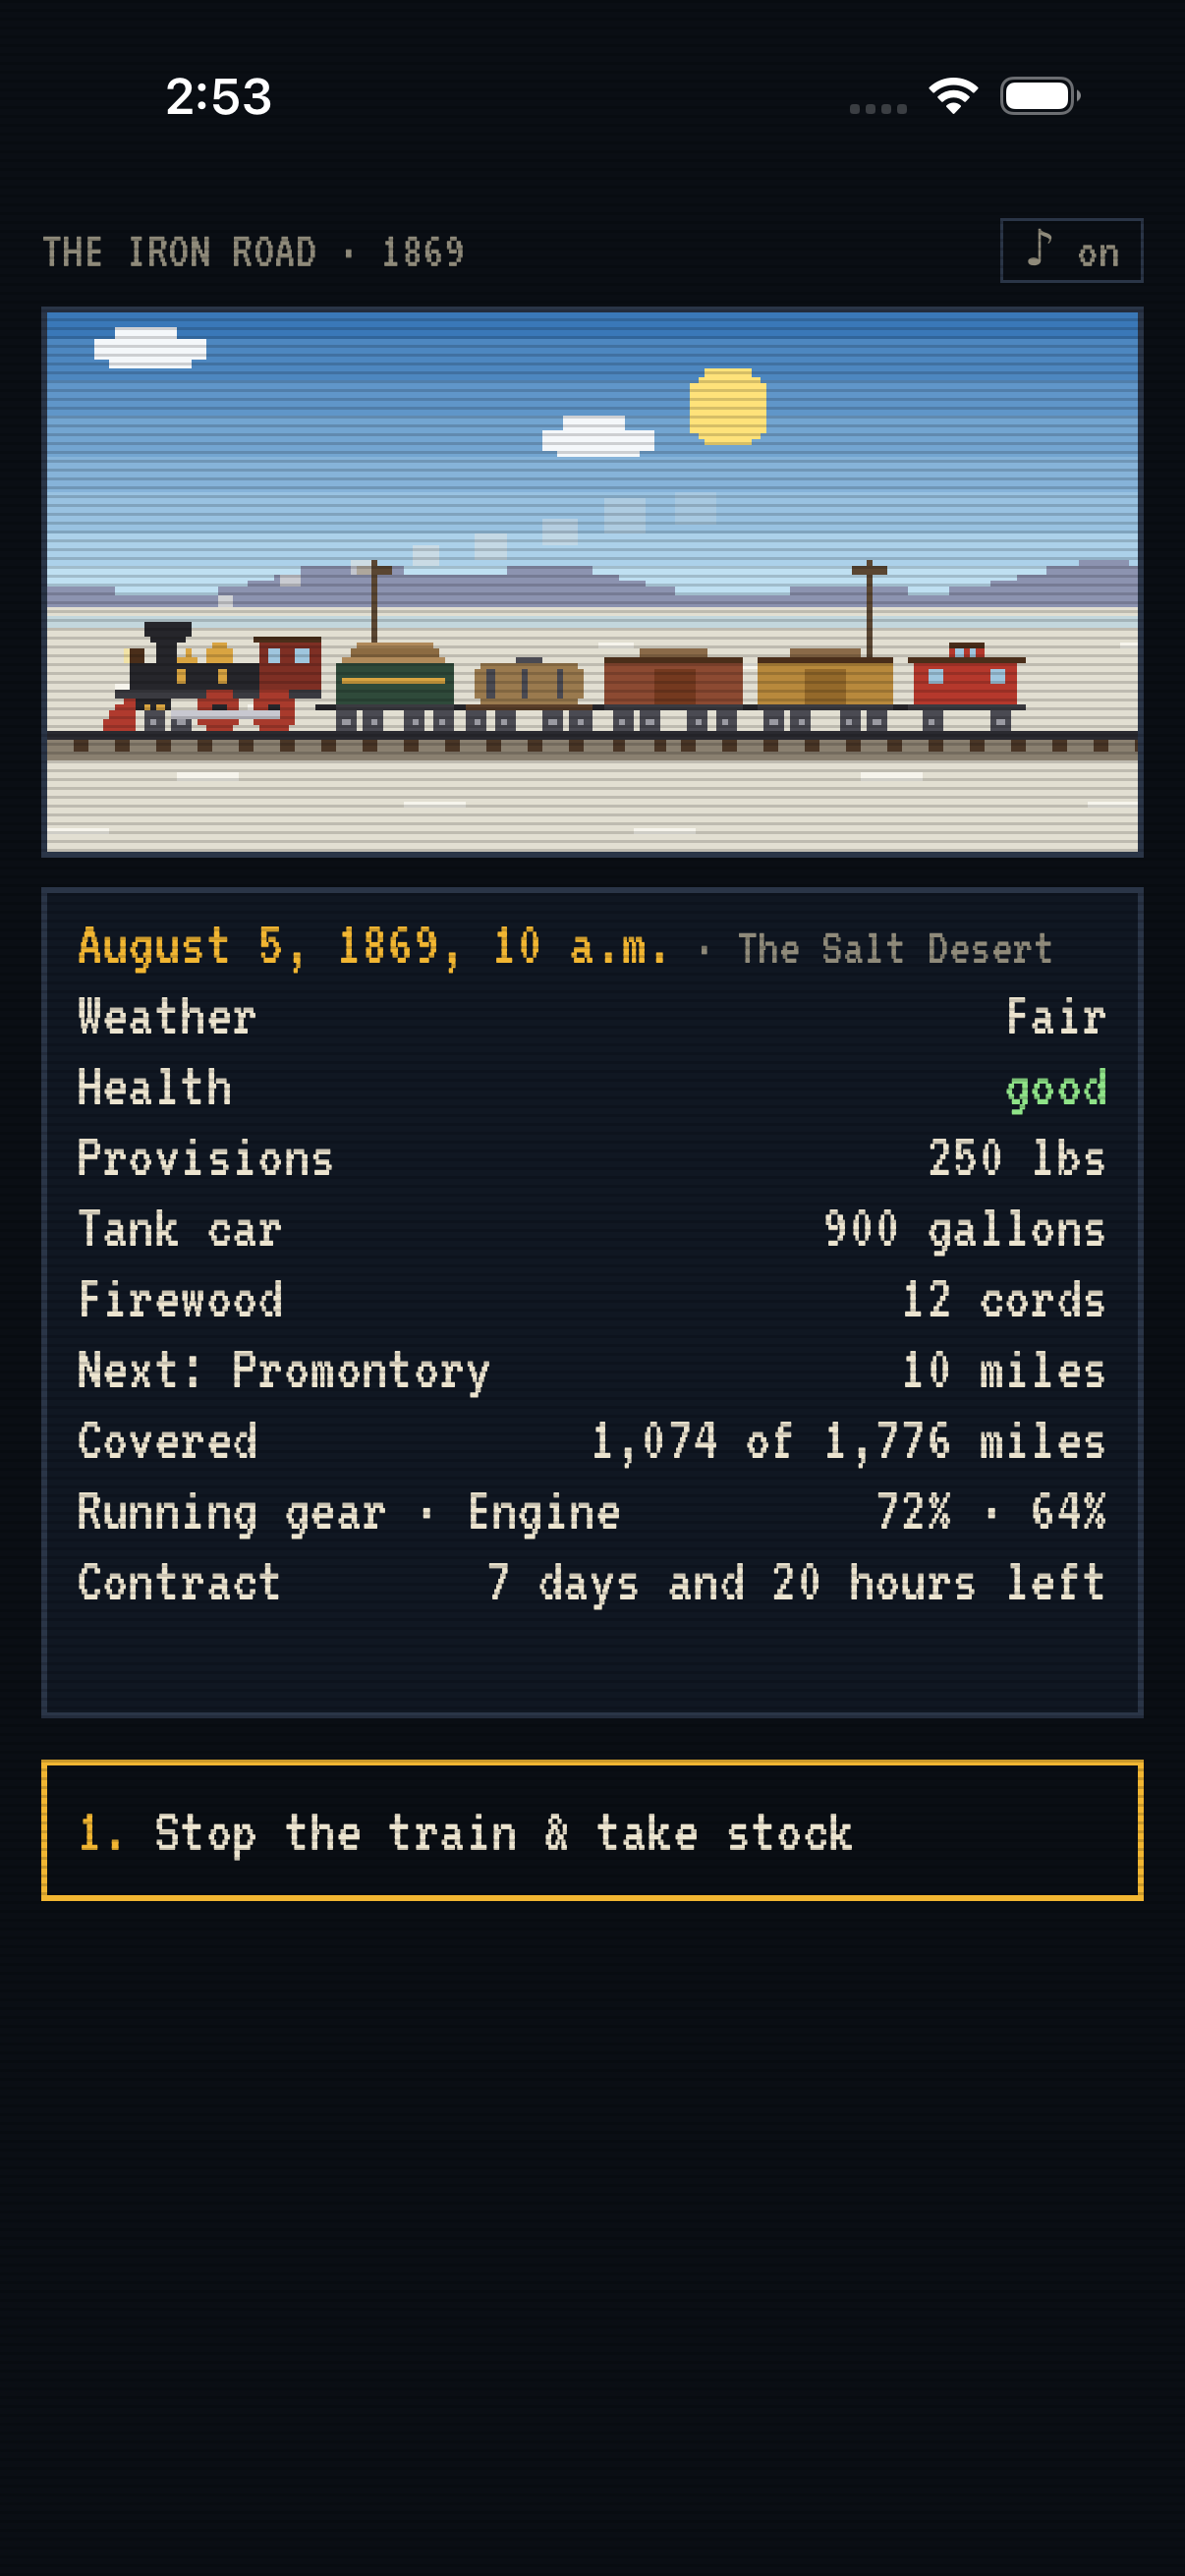 2:53
THE IRON ROAD · 1869 ♪ on
August 5, 1869, 10 a.m. · The Salt Desert
Weather Fair
Health good
Provisions 250 lbs
Tank car 900 gallons
Firewood 12 cords
Next: Promontory 10 miles
Covered 1,074 of 1,776 miles
Running gear · Engine 72% · 64%
Contract 7 days and 20 hours left
1. Stop the train & take stock